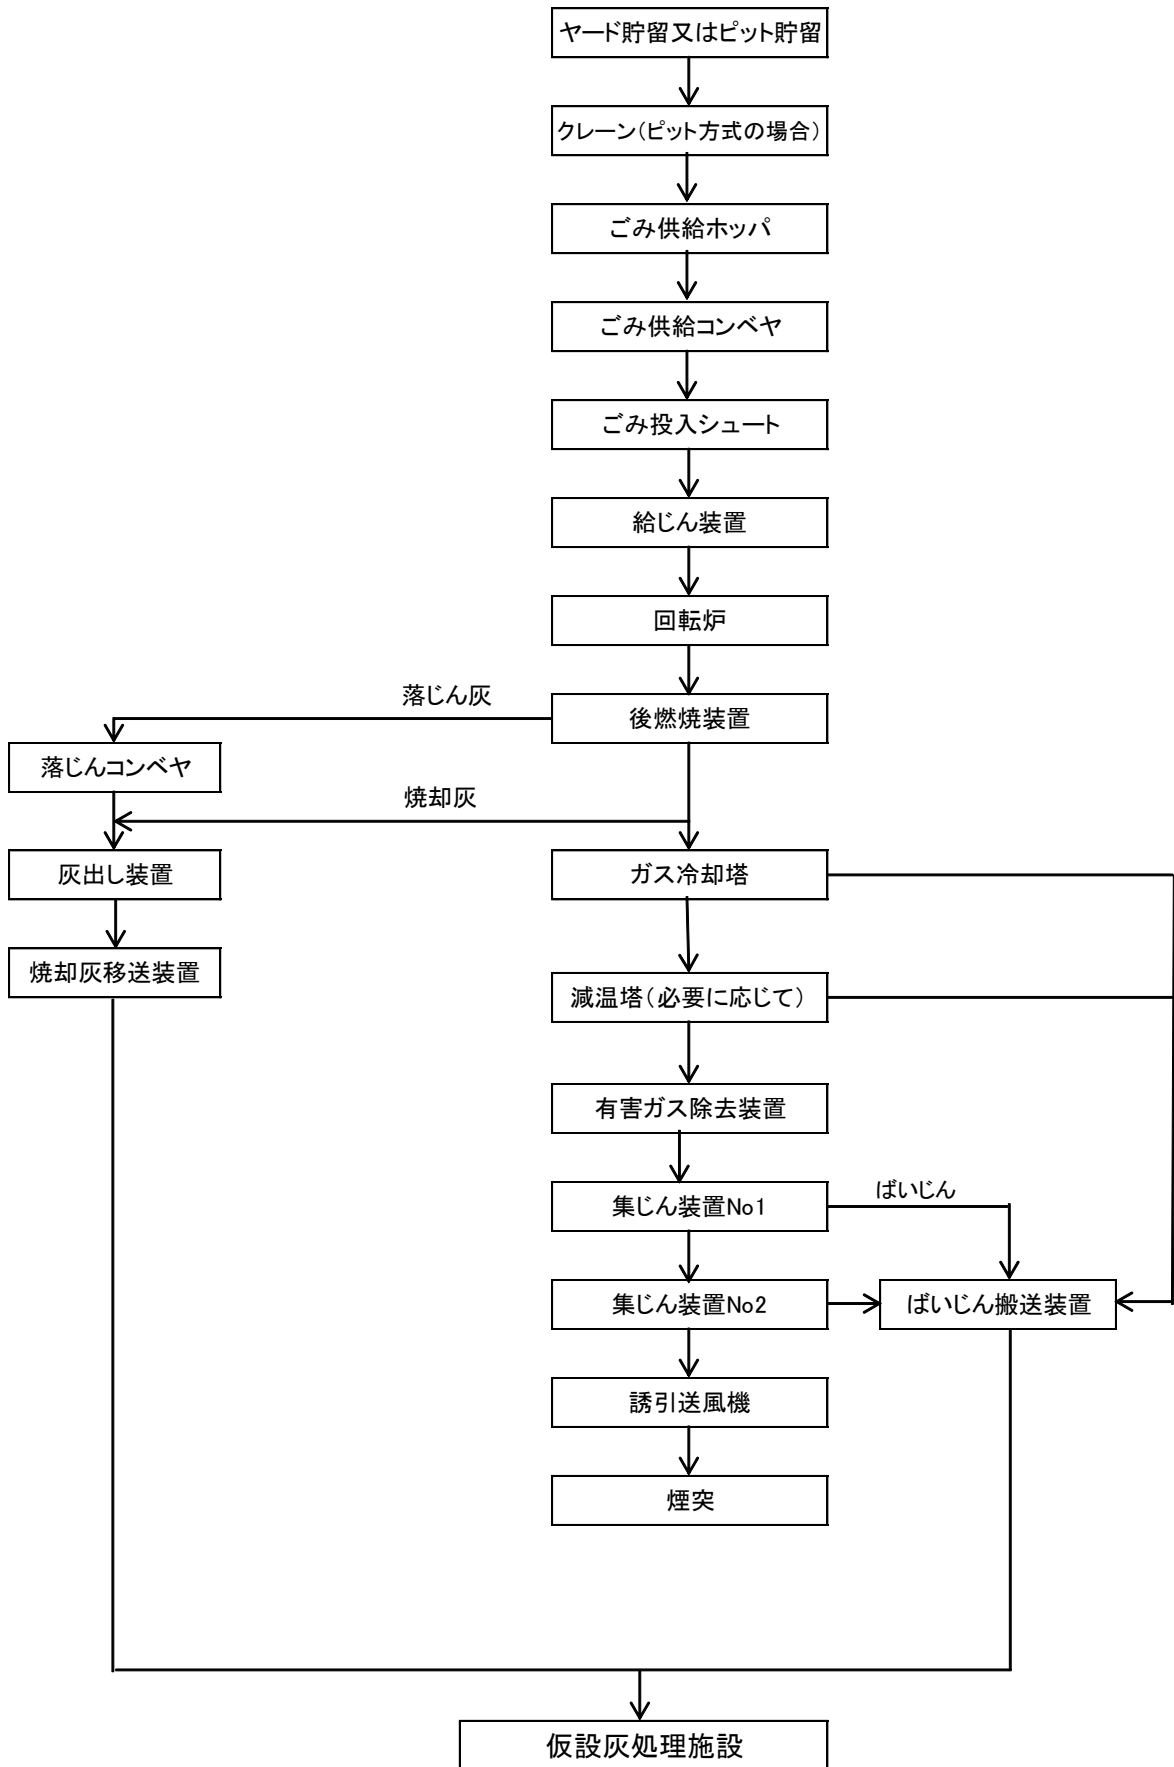 ヤード貯留又はピット貯留
クレーン(ピット方式の場合)
ごみ供給ホッパ
ごみ供給コンベヤ
ごみ投入シュート
給じん装置
回転炉
落じん灰
後燃焼装置
落じんコンベヤ
焼却灰
灰出し装置
ガス冷却塔
焼却灰移送装置
減温塔(必要に応じて)
有害ガス除去装置
集じん装置No1
ばいじん
集じん装置No2
ばいじん搬送装置
誘引送風機
煙突
仮設灰処理施設